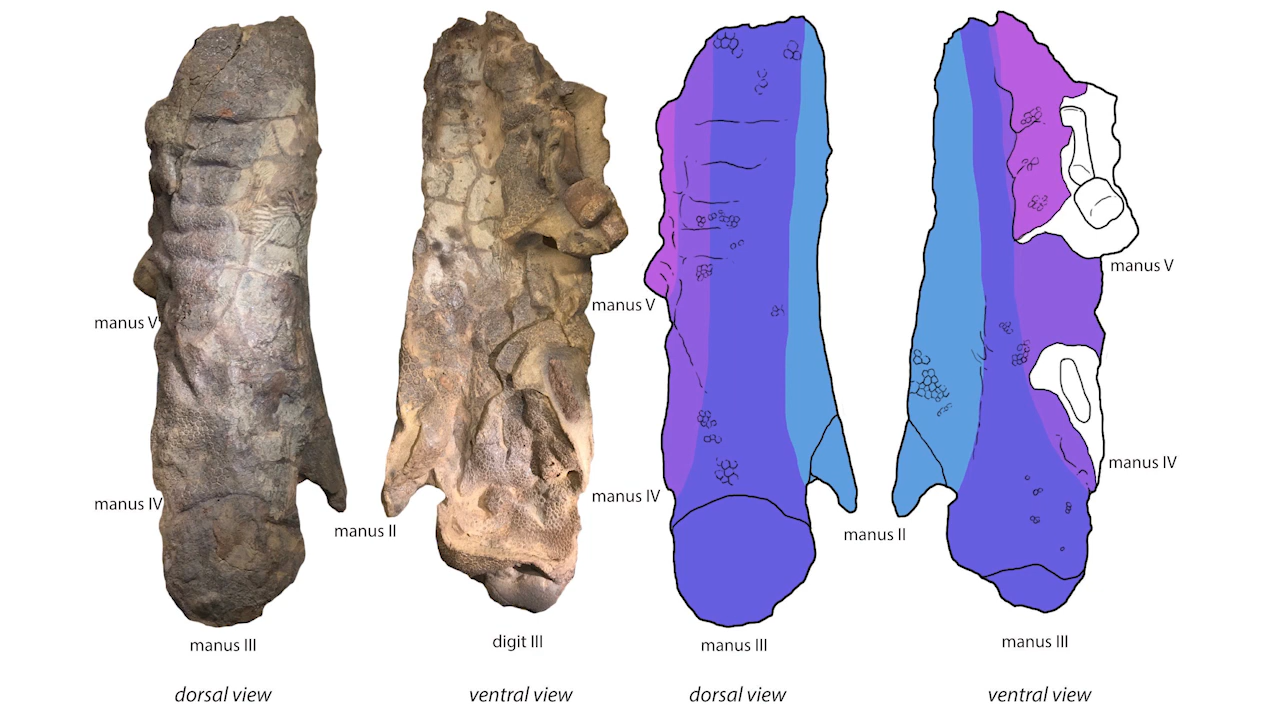 manus V
manus IV
manus II
manus III
dorsal view
manus V
manus IV
digit III
ventral view
manus II
manus III
dorsal view
manus V
manus IV
manus III
ventral view